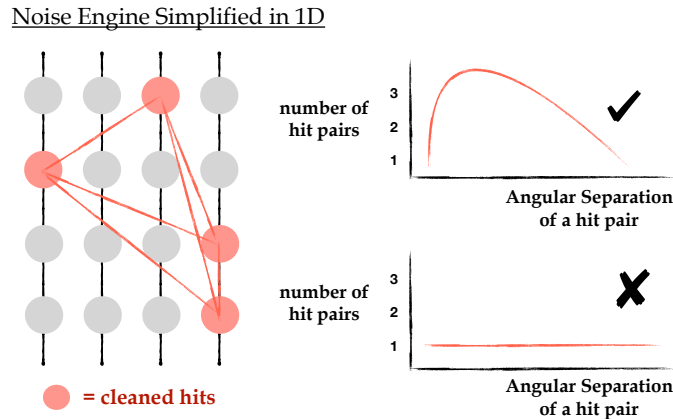 Noise Engine Simplified in 1D
number of
hit pairs
3
2
1
Angular Separation
of a hit pair
number of
hit pairs
3
2
1
Angular Separation
of a hit pair
= cleaned hits